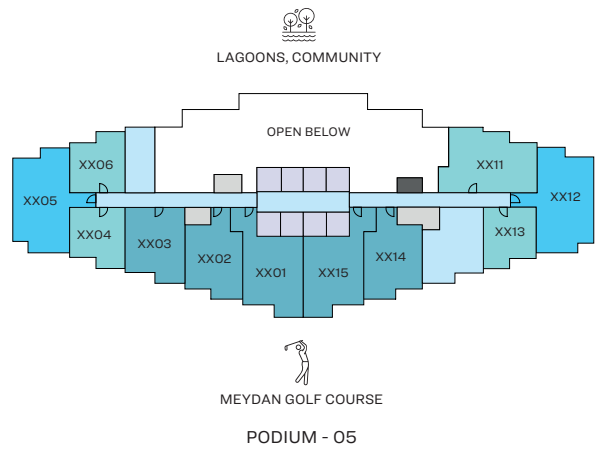 LAGOONS, COMMUNITY
OPEN BELOW
XX06
XX11
XX05
XX12
XX04
XX03
XX02
XX01
XX15
XX14
XX13
MEYDAN GOLF COURSE
PODIUM - 05